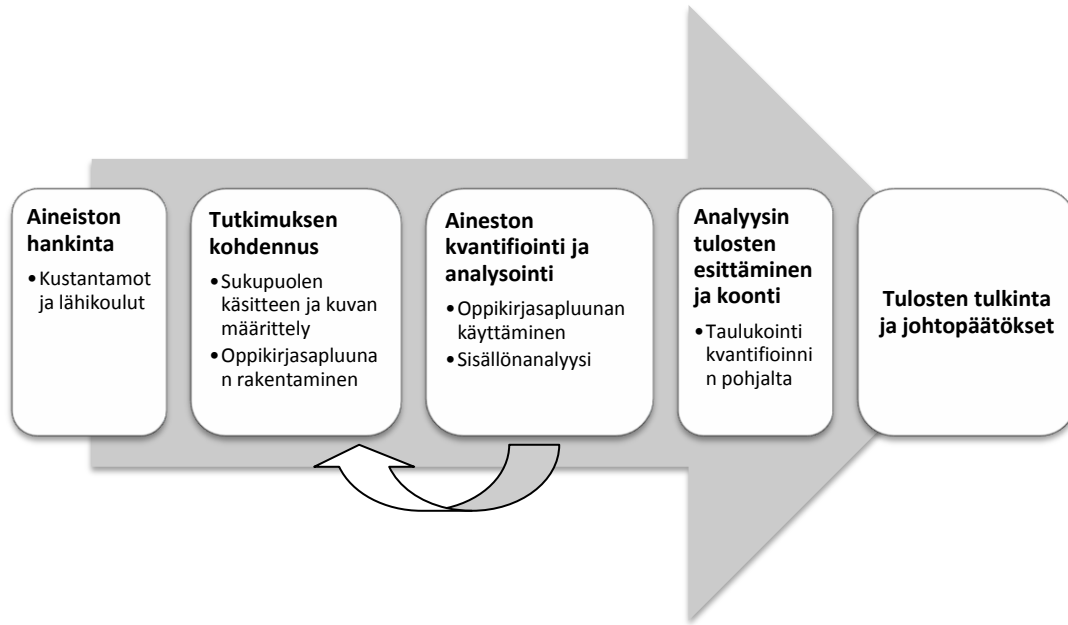 Aineiston
hankinta
•Kustantamot
ja lähikoulut
Tutkimuksen
kohdennus
•Sukupuolen
käsitteen ja kuvan
määrittely
•Oppikirjasapluuna
n rakentaminen
Aineston
kvantifiointi ja
analysointi
•Oppikirjasapluunan
käyttäminen
•Sisällönanalyysi
Analyysin
tulosten
esittäminen
ja koonti
•Taulukointi
kvantifioinni
n pohjalta
Tulosten tulkinta
ja johtopäätökset